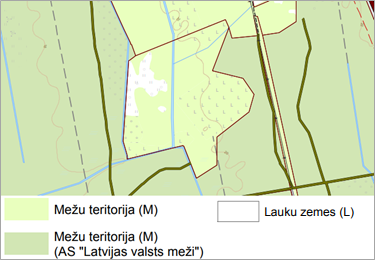 Mežu teritorija (M)
Lauku zemes (L)
Mežu teritorija (M)
(AS "Latvijas valsts meži")